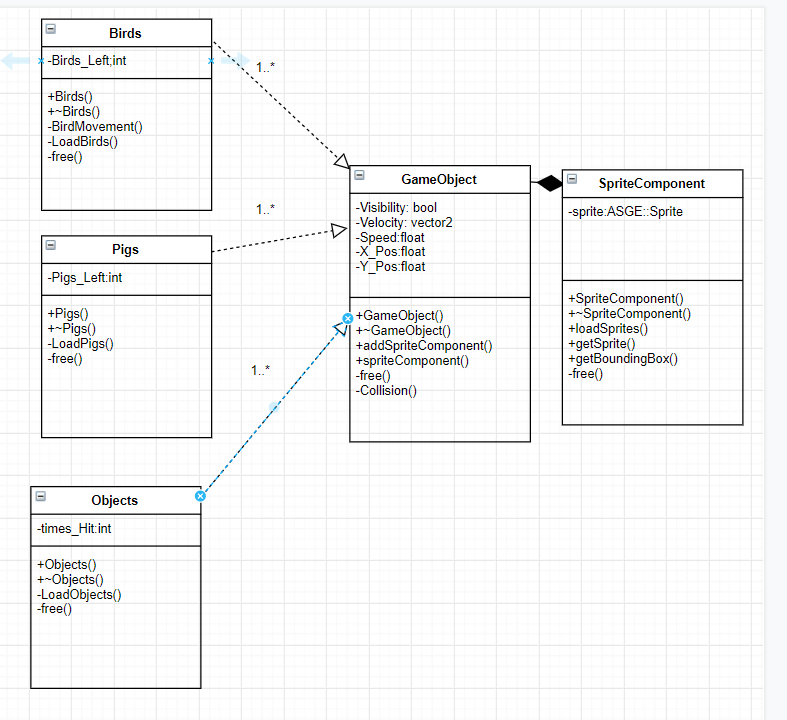 Birds
-Birds_Left;int
+Birds()
+~Birds()
-BirdMovement()
-LoadBirds()
-free()
1..*
GameObject
-Visibility: bool
-Velocity: vector2
-Speed:float
-X_Pos:float
-Y_Pos:float
+GameObject()
+~GameObject()
+addSpriteComponent()
+spriteComponent()
-free()
-Collision()
SpriteComponent
-sprite:ASGE::Sprite
+SpriteComponent()
+~SpriteComponent()
+loadSprites()
+getSprite()
+getBoundingBox()
-free()
1..*
Pigs
-Pigs_Left:int
+Pigs()
+~Pigs()
-LoadPigs()
-free()
1..*
Objects
-times_Hit:int
+Objects()
+~Objects()
-LoadObjects()
-free()